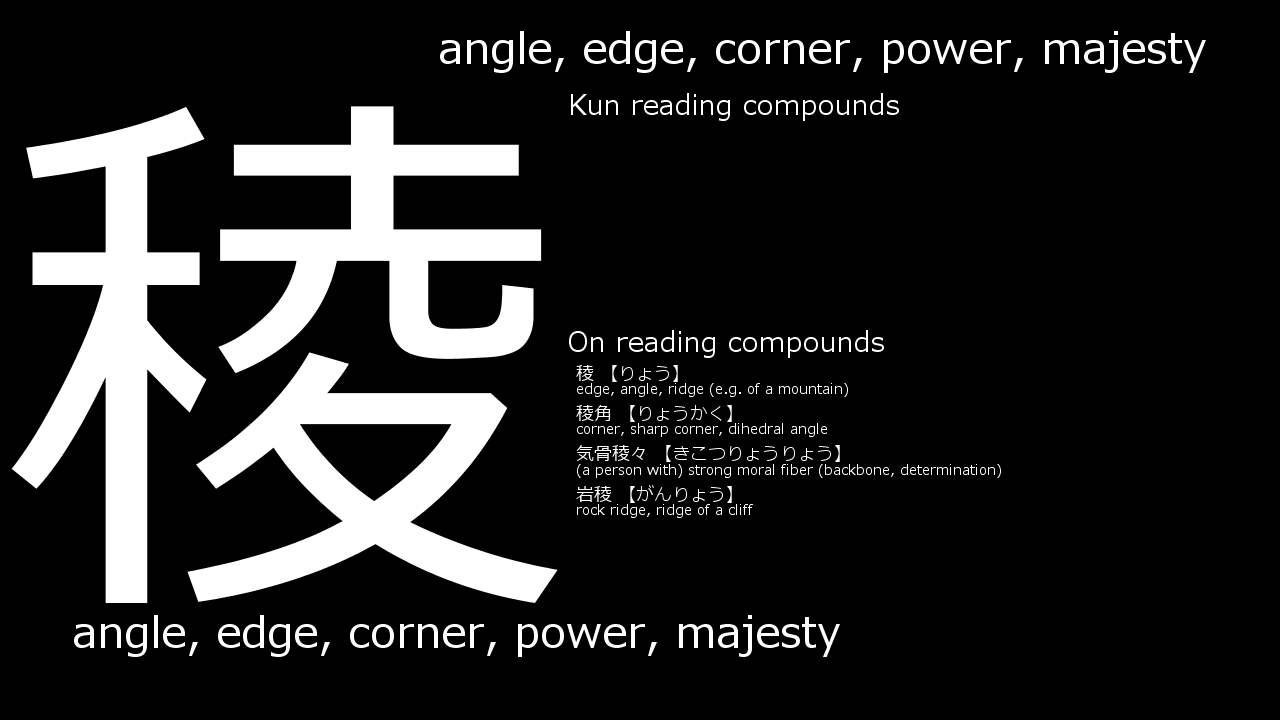 angle, edge, corner, power, majesty
Kun reading compounds
稜
On reading compounds
稜 【りょう】
edge, angle, ridge (e.g. of a mountain)
稜角 【りょうかく】
corner, sharp corner, dihedral angle
気骨稜々 【きこつりょうりょう】
(a person with) strong moral fiber (backbone, determination)
岩稜 【がんりょう】
rock ridge, ridge of a cliff
angle, edge, corner, power, majesty